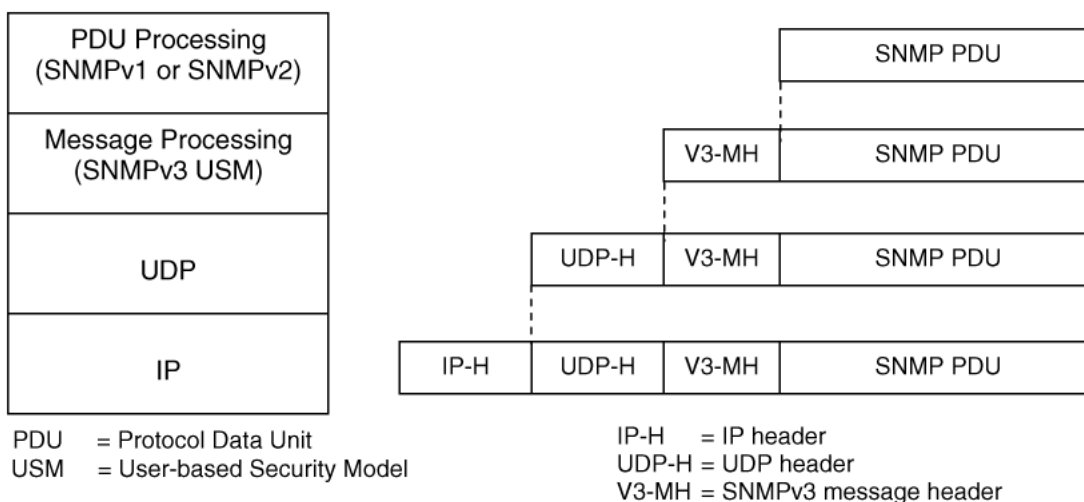 PDU Processing
(SNMPv1 or SNMPv2)
SNMP PDU
Message Processing
(SNMPv3 USM)
V3-MH SNMP PDU
UDP
UDP-H V3-MH SNMP PDU
IP
IP-H UDP-H V3-MH SNMP PDU
PDU = Protocol Data Unit
USM = User-based Security Model
IP-H = IP header
UDP-H = UDP header
V3-MH = SNMPv3 message header